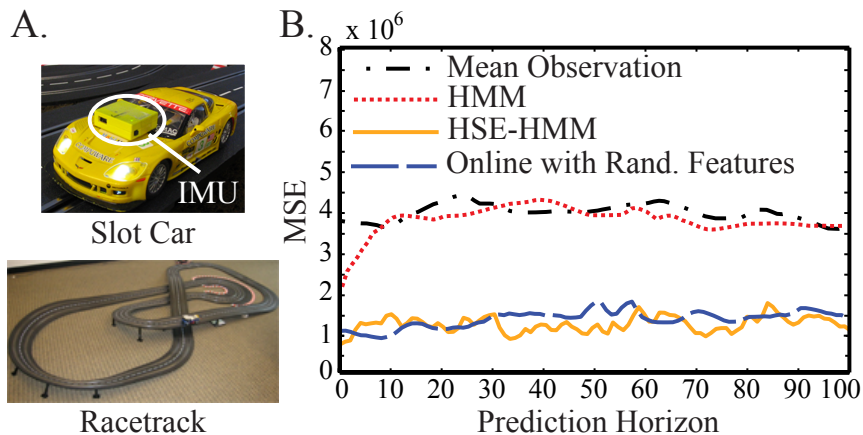 A.
IMU
Slot Car
Racetrack
B.
x 10^6
8
7
6
5
4
3
2
1
0
MSE
Mean Observation
HMM
HSE-HMM
Online with Rand. Features
0 10 20 30 40 50 60 70 80 90 100
Prediction Horizon